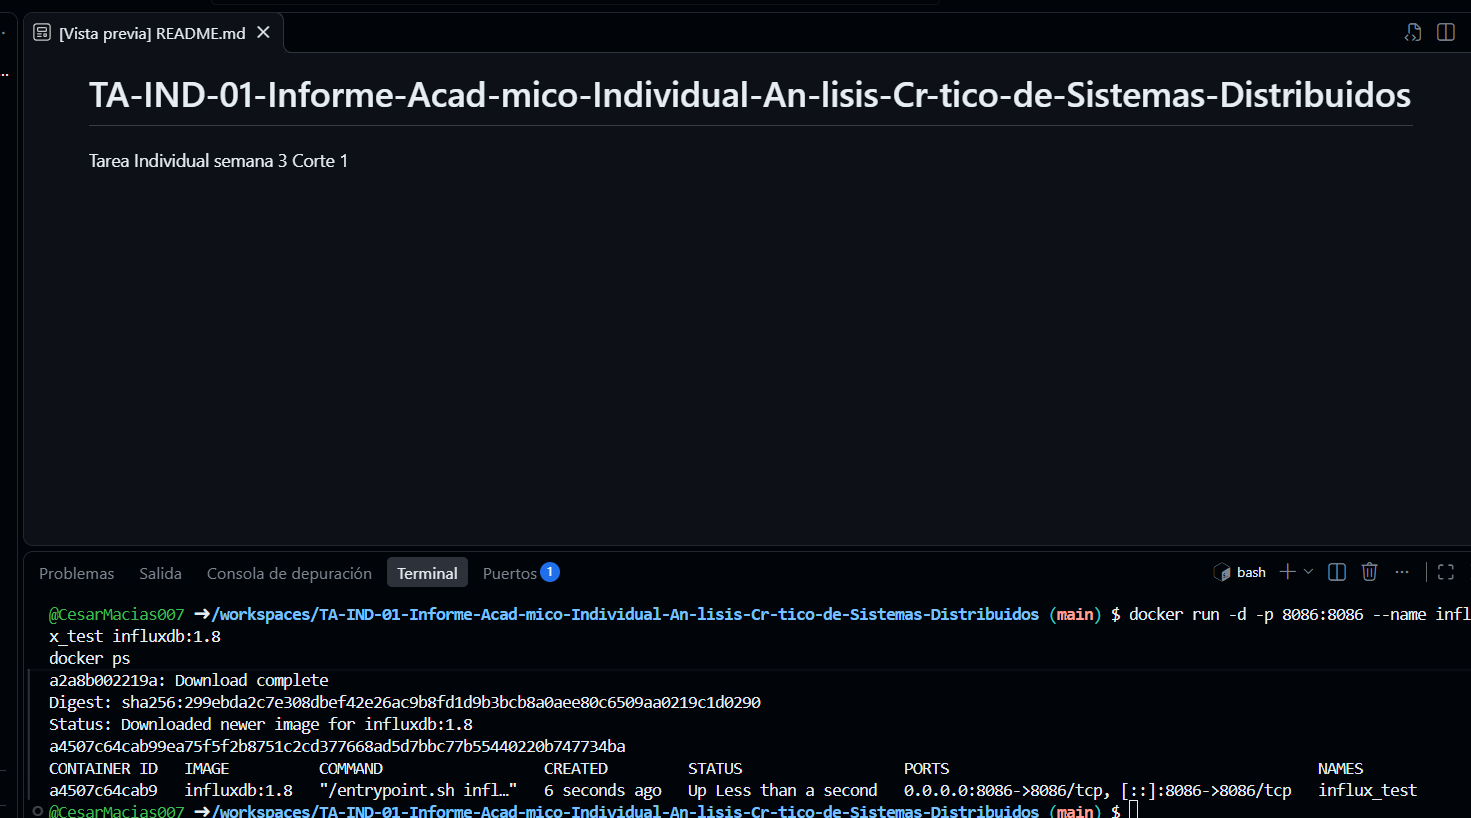 [Vista previa] README.md
TA-IND-01-Informe-Acad-mico-Individual-An-lisis-Cr-tico-de-Sistemas-Distribuidos
Tarea Individual semana 3 Corte 1
Problemas Salida Consola de depuración Terminal Puertos 1 bash
@CesarMacias007 ➜/workspaces/TA-IND-01-Informe-Acad-mico-Individual-An-lisis-Cr-tico-de-Sistemas-Distribuidos (main) $ docker run -d -p 8086:8086 --name infl
x_test influxdb:1.8
docker ps
a2a8b002219a: Download complete
Digest: sha256:299ebda2c7e308dbef42e26ac9b8fd1d9b3bcb8a0aee80c6509aa0219c1d0290
Status: Downloaded newer image for influxdb:1.8
a4507c64cab99ea75f5f2b8751c2cd377668ad5d7bbc77b55440220b747734ba
CONTAINER ID IMAGE COMMAND CREATED STATUS PORTS NAMES
a4507c64cab9 influxdb:1.8 "/entrypoint.sh infl…" 6 seconds ago Up Less than a second 0.0.0.0:8086->8086/tcp, [::]:8086->8086/tcp influx_test
@CesarMacias007 ➜/workspaces/TA-IND-01-Informe-Acad-mico-Individual-An-lisis-Cr-tico-de-Sistemas-Distribuidos (main) $